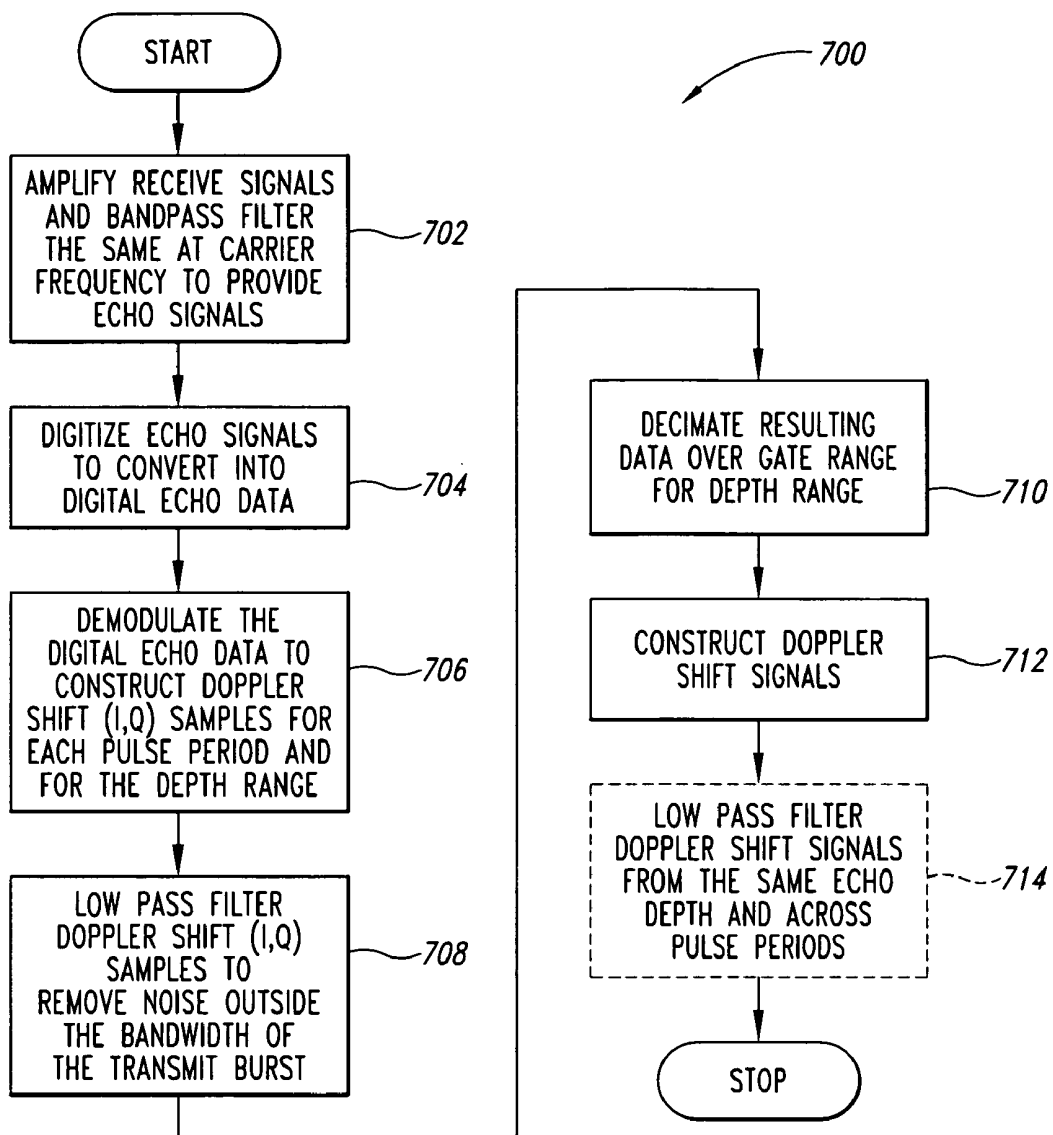 START
700
AMPLIFY RECEIVE SIGNALS
AND BANDPASS FILTER
THE SAME AT CARRIER
FREQUENCY TO PROVIDE
ECHO SIGNALS
702
DIGITIZE ECHO SIGNALS
TO CONVERT INTO
DIGITAL ECHO DATA
704
DEMODULATE THE
DIGITAL ECHO DATA TO
CONSTRUCT DOPPLER
SHIFT (I,Q) SAMPLES FOR
EACH PULSE PERIOD AND
FOR THE DEPTH RANGE
706
LOW PASS FILTER
DOPPLER SHIFT (I,Q)
SAMPLES TO
REMOVE NOISE OUTSIDE
THE BANDWIDTH OF
THE TRANSMIT BURST
708
DECIMATE RESULTING
DATA OVER GATE RANGE
FOR DEPTH RANGE
710
CONSTRUCT DOPPLER
SHIFT SIGNALS
712
LOW PASS FILTER
DOPPLER SHIFT SIGNALS
FROM THE SAME ECHO
DEPTH AND ACROSS
PULSE PERIODS
714
STOP